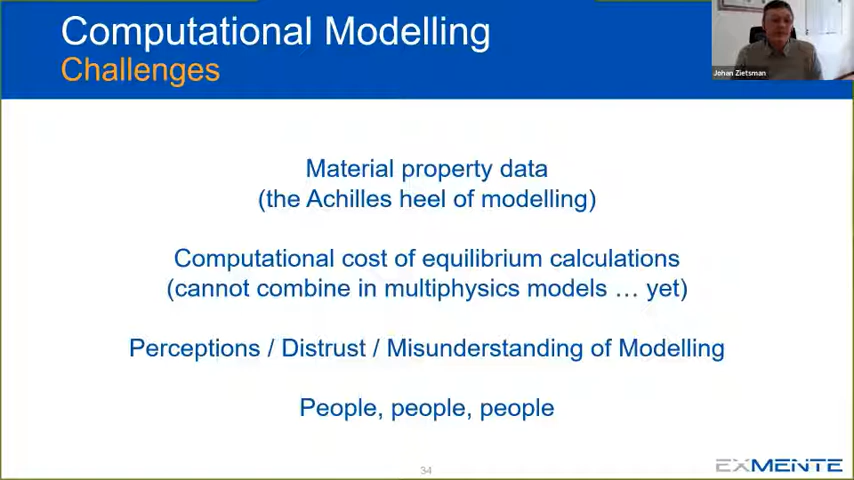 Computational Modelling
Challenges
Johan Zietsman
Material property data
(the Achilles heel of modelling)
Computational cost of equilibrium calculations
(cannot combine in multiphysics models … yet)
Perceptions / Distrust / Misunderstanding of Modelling
People, people, people
34
EXMENTE